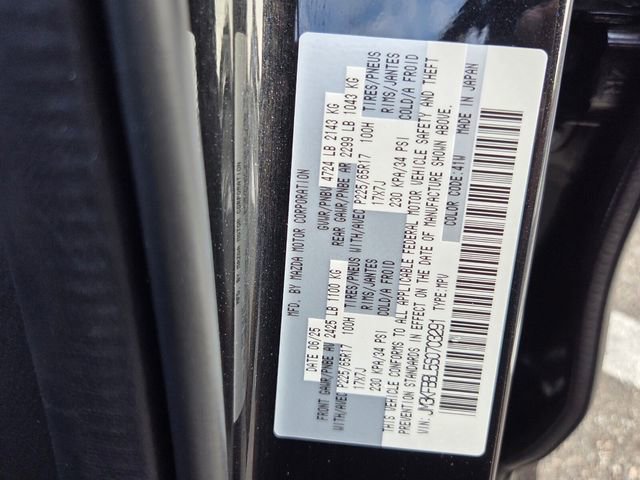 MFD. BY MAZDA MOTOR CORPORATION
DATE 06/25 GVWR/PNBV 4724 LB 2143 KG
FRONT GAWR/PNBE AV 2425 LB 1100 KG REAR GAWR/PNBE AR 2299 LB 1043 KG
WITH/AVEC P225/65R17 100H TIRES/PNEUS WITH/AVEC P225/65R17 100H TIRES/PNEUS
17X7J RIMS/JANTES 17X7J RIMS/JANTES
230 KPA/34 PSI COLD/A FROID 230 KPA/34 PSI COLD/A FROID
THIS VEHICLE CONFORMS TO ALL APPLICABLE FEDERAL MOTOR VEHICLE SAFETY AND THEFT
PREVENTION STANDARDS IN EFFECT ON THE DATE OF MANUFACTURE SHOWN ABOVE.
VIN: JM3KFBBL5S0703291 TYPE:MPV COLOR CODE:41W MADE IN JAPAN